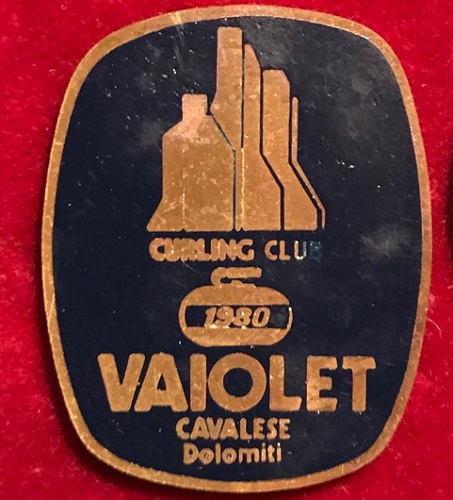 CURLING CLUB
1980
VAIOLET
CAVALESE
Dolomiti